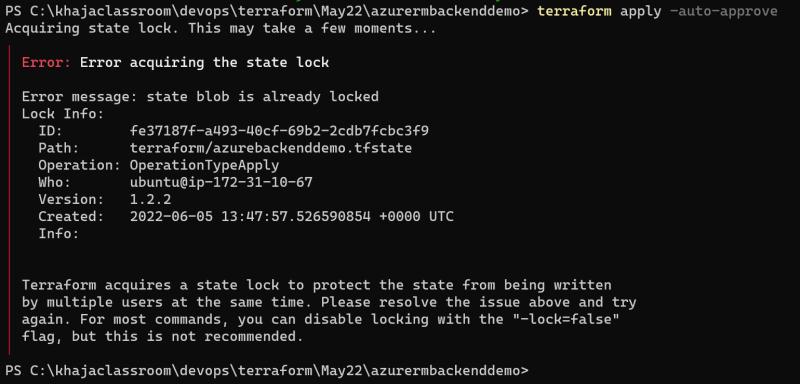 PS C:\khajaclassroom\devops\terraform\May22\azurermbackenddemo> terraform apply -auto-approve
Acquiring state lock. This may take a few moments...
Error: Error acquiring the state lock
Error message: state blob is already locked
Lock Info:
ID: fe37187f-a493-40cf-69b2-2cdb7fcbc3f9
Path: terraform/azurebackenddemo.tfstate
Operation: OperationTypeApply
Who: ubuntu@ip-172-31-10-67
Version: 1.2.2
Created: 2022-06-05 13:47:57.526590854 +0000 UTC
Info:
Terraform acquires a state lock to protect the state from being written
by multiple users at the same time. Please resolve the issue above and try
again. For most commands, you can disable locking with the "-lock=false"
flag, but this is not recommended.
PS C:\khajaclassroom\devops\terraform\May22\azurermbackenddemo>